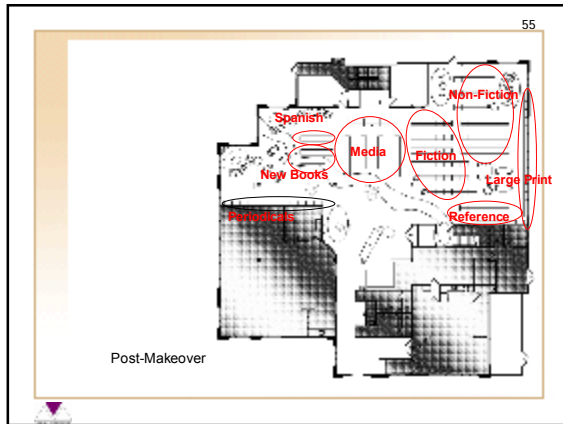 55
Non-Fiction
Spanish
Media
Fiction
New Books
Large Print
Periodicals
Reference
Post-Makeover